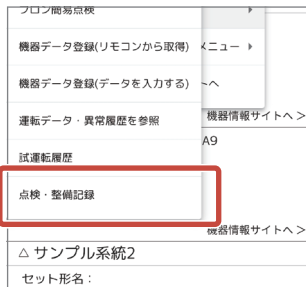 フロン簡易点検
機器データ登録(リモコンから取得)
メニュー
機器データ登録(データを入力する)
トへ
運転データ・異常履歴を参照
機器情報サイトへ >
A9
試運転履歴
点検・整備記録
機器情報サイトへ >
△ サンプル系統2
セット形名：